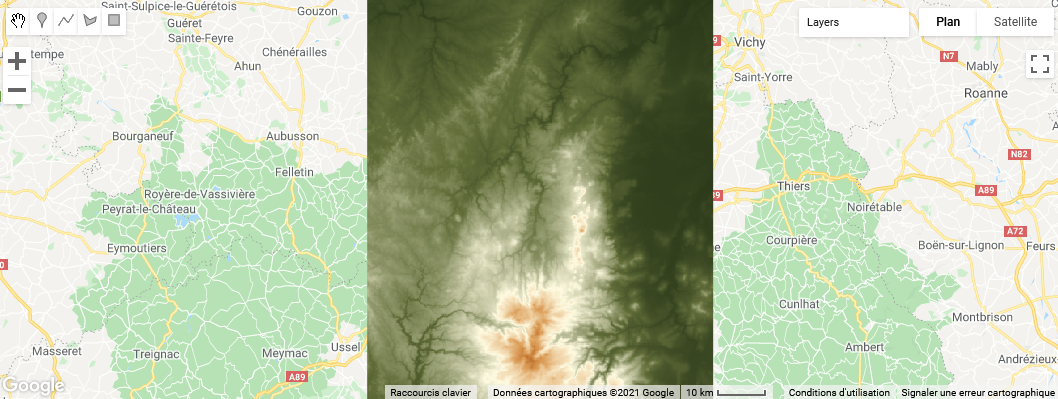 Saint-Sulpice-le-Guérétois
Gouzon
Guéret
Sainte-Feyre
Chénérailles
Ahun
Bourganeuf
Aubusson
Felletin
Royère-de-Vassivière
Peyrat-le-Château
Eymoutiers
Masseret
Treignac
Meymac
Ussel
A89
Google
Layers
Plan
Satellite
Vichy
N7
Mably
Saint-Yorre
Roanne
N82
Thiers
A89
Noirétable
A72
Courpière
Boën-sur-Lignon
Feurs
Cunlhat
Montbrison
Ambert
Andrézieux
Raccourcis clavier
Données cartographiques ©2021 Google
10 km
Conditions d'utilisation
Signaler une erreur cartographique